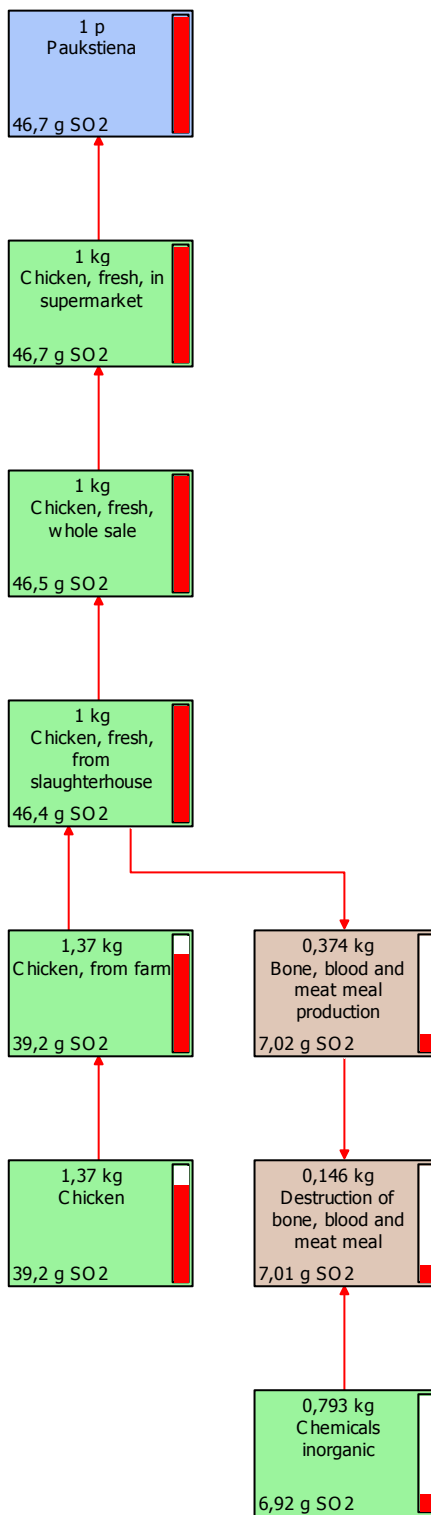 1 p
Paukstiena
46,7 g SO2
1 kg
Chicken, fresh, in
supermarket
46,7 g SO2
1 kg
Chicken, fresh,
whole sale
46,5 g SO2
1 kg
Chicken, fresh,
from
slaughterhouse
46,4 g SO2
1,37 kg
Chicken, from farm
39,2 g SO2
0,374 kg
Bone, blood and
meat meal
production
7,02 g SO2
1,37 kg
Chicken
39,2 g SO2
0,146 kg
Destruction of
bone, blood and
meat meal
7,01 g SO2
0,793 kg
Chemicals
inorganic
6,92 g SO2